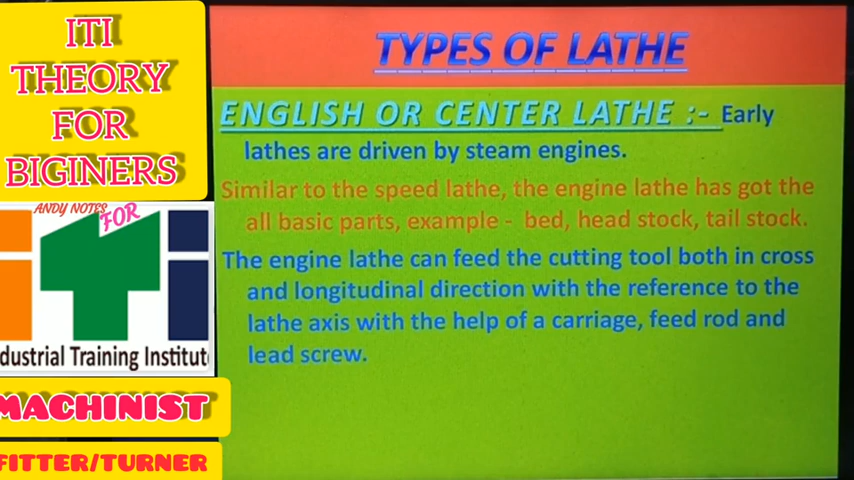 ITI
THEORY
FOR
BIGINERS
ANDY NOTES
FOR
ndustrial Training Institut
MACHINIST
FITTER/TURNER
TYPES OF LATHE
ENGLISH OR CENTER LATHE :- Early
lathes are driven by steam engines.
Similar to the speed lathe, the engine lathe has got the
all basic parts, example - bed, head stock, tail stock.
The engine lathe can feed the cutting tool both in cross
and longitudinal direction with the reference to the
lathe axis with the help of a carriage, feed rod and
lead screw.